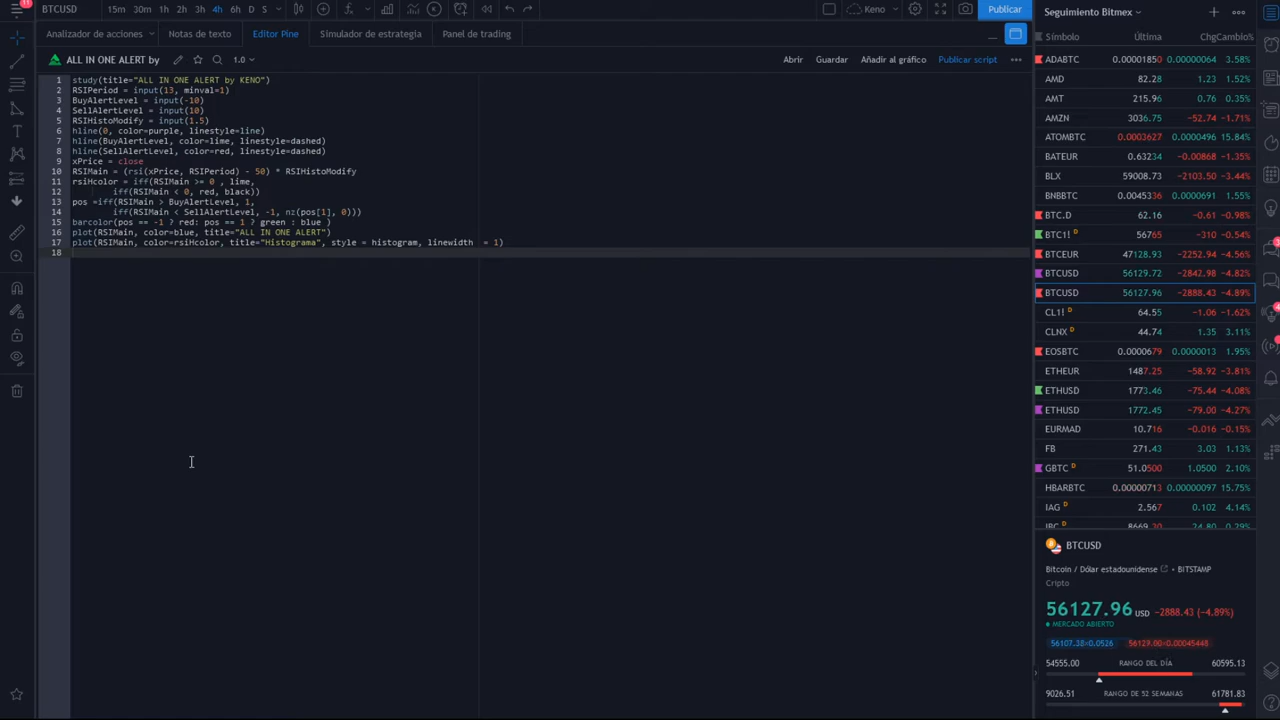 11
BTCUSD 15m 30m 1h 2h 3h 4h 6h D S Keno Publicar
Analizador de acciones Notas de texto Editor Pine Simulador de estrategia Panel de trading
ALL IN ONE ALERT by 1.0 Abrir Guardar Añadir al gráfico Publicar script
1 study(title="ALL IN ONE ALERT by KENO")
2 RSIPeriod = input(13, minval=1)
3 BuyAlertLevel = input(-10)
4 SellAlertLevel = input(10)
5 RSIHistoModify = input(1.5)
6 hline(0, color=purple, linestyle=line)
7 hline(BuyAlertLevel, color=lime, linestyle=dashed)
8 hline(SellAlertLevel, color=red, linestyle=dashed)
9 xPrice = close
10 RSIMain = (rsi(xPrice, RSIPeriod) - 50) * RSIHistoModify
11 rsiHcolor = iff(RSIMain >= 0 , lime,
12 iff(RSIMain < 0, red, black))
13 pos =iff(RSIMain > BuyAlertLevel, 1,
14 iff(RSIMain < SellAlertLevel, -1, nz(pos[1], 0)))
15 barcolor(pos == -1 ? red: pos == 1 ? green : blue )
16 plot(RSIMain, color=blue, title="ALL IN ONE ALERT")
17 plot(RSIMain, color=rsiHcolor, title="Histograma", style = histogram, linewidth = 1)
18
Seguimiento Bitmex
Símbolo Última Chg Cambio%
ADABTC 0.00001850 0.00000064 3.58%
AMD 82.28 1.23 1.52%
AMT 215.96 0.76 0.35%
AMZN 3036.75 −52.74 −1.71%
ATOMBTC 0.0003627 0.0000496 15.84%
BATEUR 0.63234 −0.00868 −1.35%
BLX 59008.73 −2103.50 −3.44%
BNBBTC 0.0045336 0.0000691 1.55%
BTC.D 62.16 −0.61 −0.98%
BTC1! D 56765 −310 −0.54%
BTCEUR 47128.93 −2252.94 −4.56%
BTCUSD 56129.72 −2842.98 −4.82%
BTCUSD 56127.96 −2888.43 −4.89%
CL1! D 64.55 −1.06 −1.62%
CLNX D 44.74 1.35 3.11%
EOSBTC 0.0000679 0.0000013 1.95%
ETHEUR 1487.25 −58.92 −3.81%
ETHUSD 1773.46 −75.44 −4.08%
ETHUSD 1772.45 −79.00 −4.27%
EURMAD 10.716 −0.016 −0.15%
FB 271.43 3.03 1.13%
GBTC D 51.0500 1.0500 2.10%
HBARBTC 0.00000713 0.00000097 15.75%
IAG D 2.567 0.102 4.14%
IBC D 8669.30 24.80 0.29%
BTCUSD
Bitcoin / Dólar estadounidense • BITSTAMP
Cripto
56127.96 USD −2888.43 (−4.89%)
MERCADO ABIERTO
56107.38×0.0526 56129.00×0.00045448
54555.00 RANGO DEL DÍA 60595.13
9026.51 RANGO DE 52 SEMANAS 61781.83